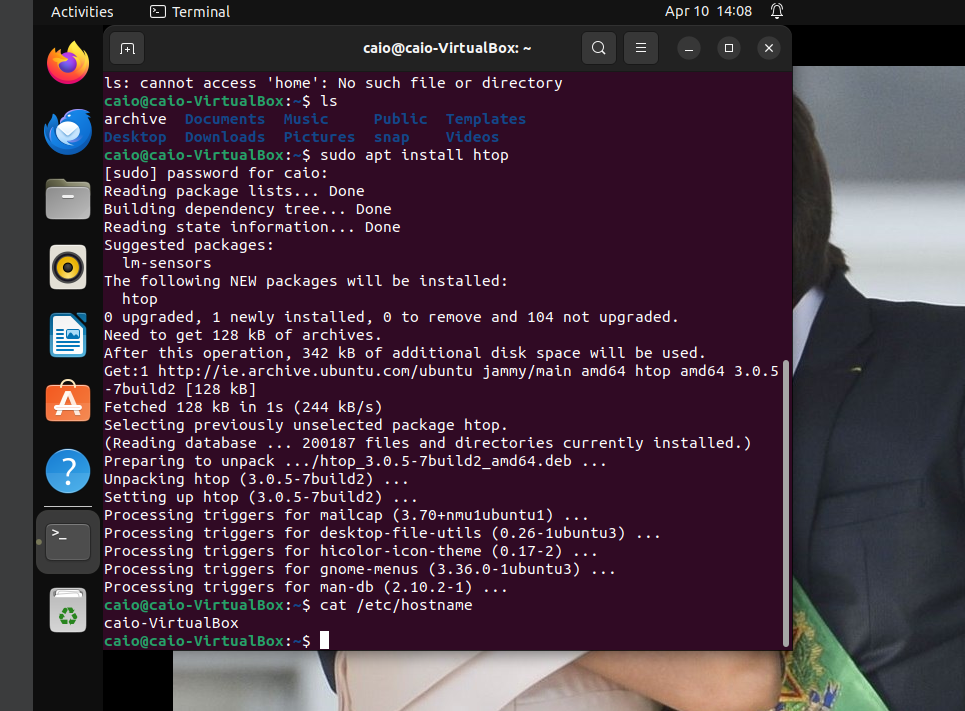 Activities Terminal Apr 10 14:08
caio@caio-VirtualBox: ~
ls: cannot access 'home': No such file or directory
caio@caio-VirtualBox:~$ ls
archive Documents Music Public Templates
Desktop Downloads Pictures snap Videos
caio@caio-VirtualBox:~$ sudo apt install htop
[sudo] password for caio:
Reading package lists... Done
Building dependency tree... Done
Reading state information... Done
Suggested packages:
lm-sensors
The following NEW packages will be installed:
htop
0 upgraded, 1 newly installed, 0 to remove and 104 not upgraded.
Need to get 128 kB of archives.
After this operation, 342 kB of additional disk space will be used.
Get:1 http://ie.archive.ubuntu.com/ubuntu jammy/main amd64 htop amd64 3.0.5
-7build2 [128 kB]
Fetched 128 kB in 1s (244 kB/s)
Selecting previously unselected package htop.
(Reading database ... 200187 files and directories currently installed.)
Preparing to unpack .../htop_3.0.5-7build2_amd64.deb ...
Unpacking htop (3.0.5-7build2) ...
Setting up htop (3.0.5-7build2) ...
Processing triggers for mailcap (3.70+nmu1ubuntu1) ...
Processing triggers for desktop-file-utils (0.26-1ubuntu3) ...
Processing triggers for hicolor-icon-theme (0.17-2) ...
Processing triggers for gnome-menus (3.36.0-1ubuntu3) ...
Processing triggers for man-db (2.10.2-1) ...
caio@caio-VirtualBox:~$ cat /etc/hostname
caio-VirtualBox
caio@caio-VirtualBox:~$